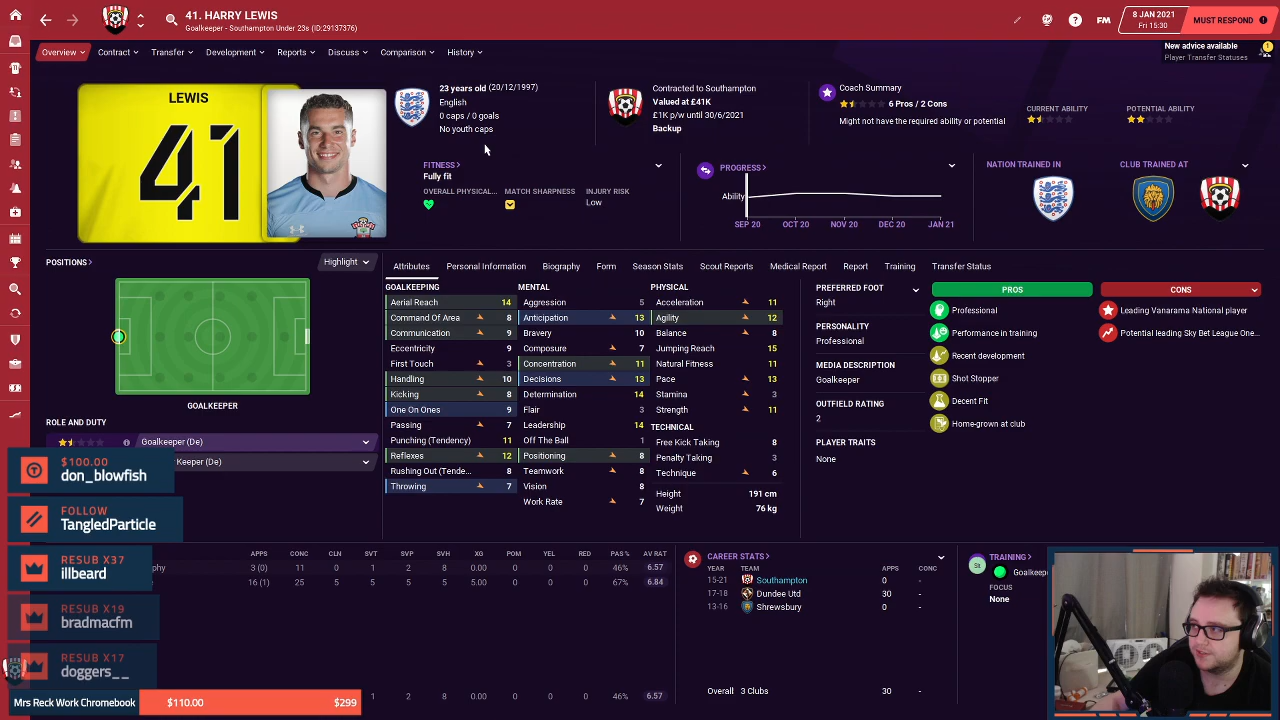 41. HARRY LEWIS
Goalkeeper - Southampton Under 23s (ID:29137376)
FM
8 JAN 2021
Fri 15:30
MUST RESPOND
Overview
Contract
Transfer
Development
Reports
Discuss
Comparison
History
New advice available
Player Transfer Statuses
LEWIS
41
23 years old (20/12/1997)
English
0 caps / 0 goals
No youth caps
Contracted to Southampton
Valued at £41K
£1K p/w until 30/6/2021
Backup
Coach Summary
6 Pros / 2 Cons
Might not have the required ability or potential
CURRENT ABILITY
POTENTIAL ABILITY
FITNESS
Fully fit
OVERALL PHYSICAL...
MATCH SHARPNESS
INJURY RISK
Low
PROGRESS
Ability
SEP 20
OCT 20
NOV 20
DEC 20
JAN 21
NATION TRAINED IN
CLUB TRAINED AT
POSITIONS
Highlight
GOALKEEPER
ROLE AND DUTY
Goalkeeper (De)
Keeper (De)
Attributes
Personal Information
Biography
Form
Season Stats
Scout Reports
Medical Report
Report
Training
Transfer Status
GOALKEEPING
Aerial Reach 14
Command Of Area 8
Communication 9
Eccentricity 9
First Touch 3
Handling 10
Kicking 8
One On Ones 9
Passing 7
Punching (Tendency) 11
Reflexes 12
Rushing Out (Tende... 8
Throwing 7
MENTAL
Aggression 5
Anticipation 13
Bravery 10
Composure 7
Concentration 11
Decisions 13
Determination 14
Flair 3
Leadership 14
Off The Ball 1
Positioning 8
Teamwork 8
Vision 8
Work Rate 7
PHYSICAL
Acceleration 11
Agility 12
Balance 8
Jumping Reach 15
Natural Fitness 11
Pace 13
Stamina 3
Strength 11
TECHNICAL
Free Kick Taking 8
Penalty Taking 3
Technique 6
Height 191 cm
Weight 76 kg
PREFERRED FOOT
Right
PERSONALITY
Professional
MEDIA DESCRIPTION
Goalkeeper
OUTFIELD RATING
2
PLAYER TRAITS
None
PROS
Professional
Performance in training
Recent development
Shot Stopper
Decent Fit
Home-grown at club
CONS
Leading Vanarama National player
Potential leading Sky Bet League One...
$100.00
don_blowfish
FOLLOW
TangledParticle
RESUB X37
illbeard
RESUB X19
bradmacfm
RESUB X17
doggers__
Mrs Reck Work Chromebook
$110.00
$299
APPS CONC CLN SVT SVP SVH XG POM YEL RED PAS % AV RAT
phy 3 (0) 11 0 1 2 8 0.00 0 0 0 46% 6.57
e 16 (1) 25 5 5 5 5 5.00 0 0 0 67% 6.84
1 2 8 0.00 0 0 0 46% 6.57
CAREER STATS
YEAR TEAM APPS CONC
15-21 Southampton 0 -
17-18 Dundee Utd 30 -
13-16 Shrewsbury 0 -
Overall 3 Clubs 30 -
TRAINING
St
Goalkeep
FOCUS
None